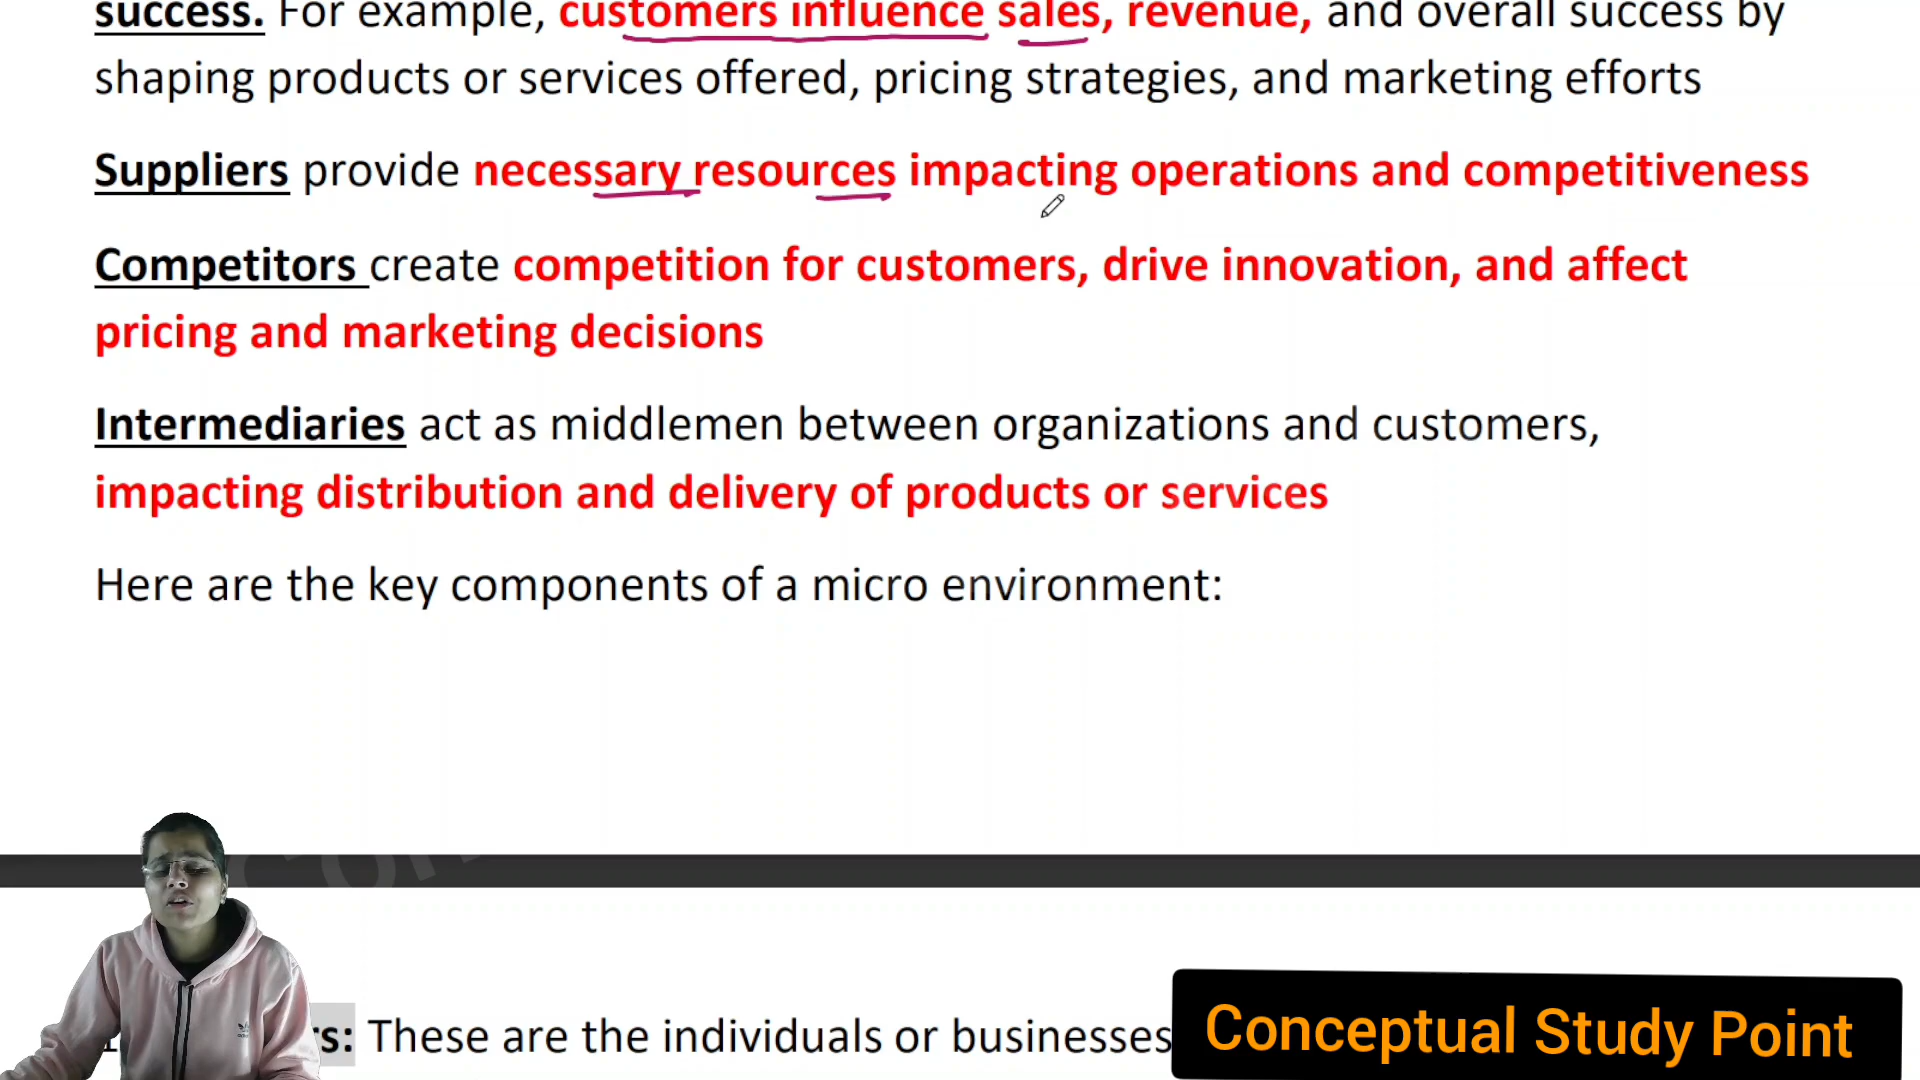 success. For example, customers influence sales, revenue, and overall success by
shaping products or services offered, pricing strategies, and marketing efforts
Suppliers provide necessary resources impacting operations and competitiveness
Competitors create competition for customers, drive innovation, and affect
pricing and marketing decisions
Intermediaries act as middlemen between organizations and customers,
impacting distribution and delivery of products or services
Here are the key components of a micro environment:
These are the individuals or businesses
Conceptual Study Point